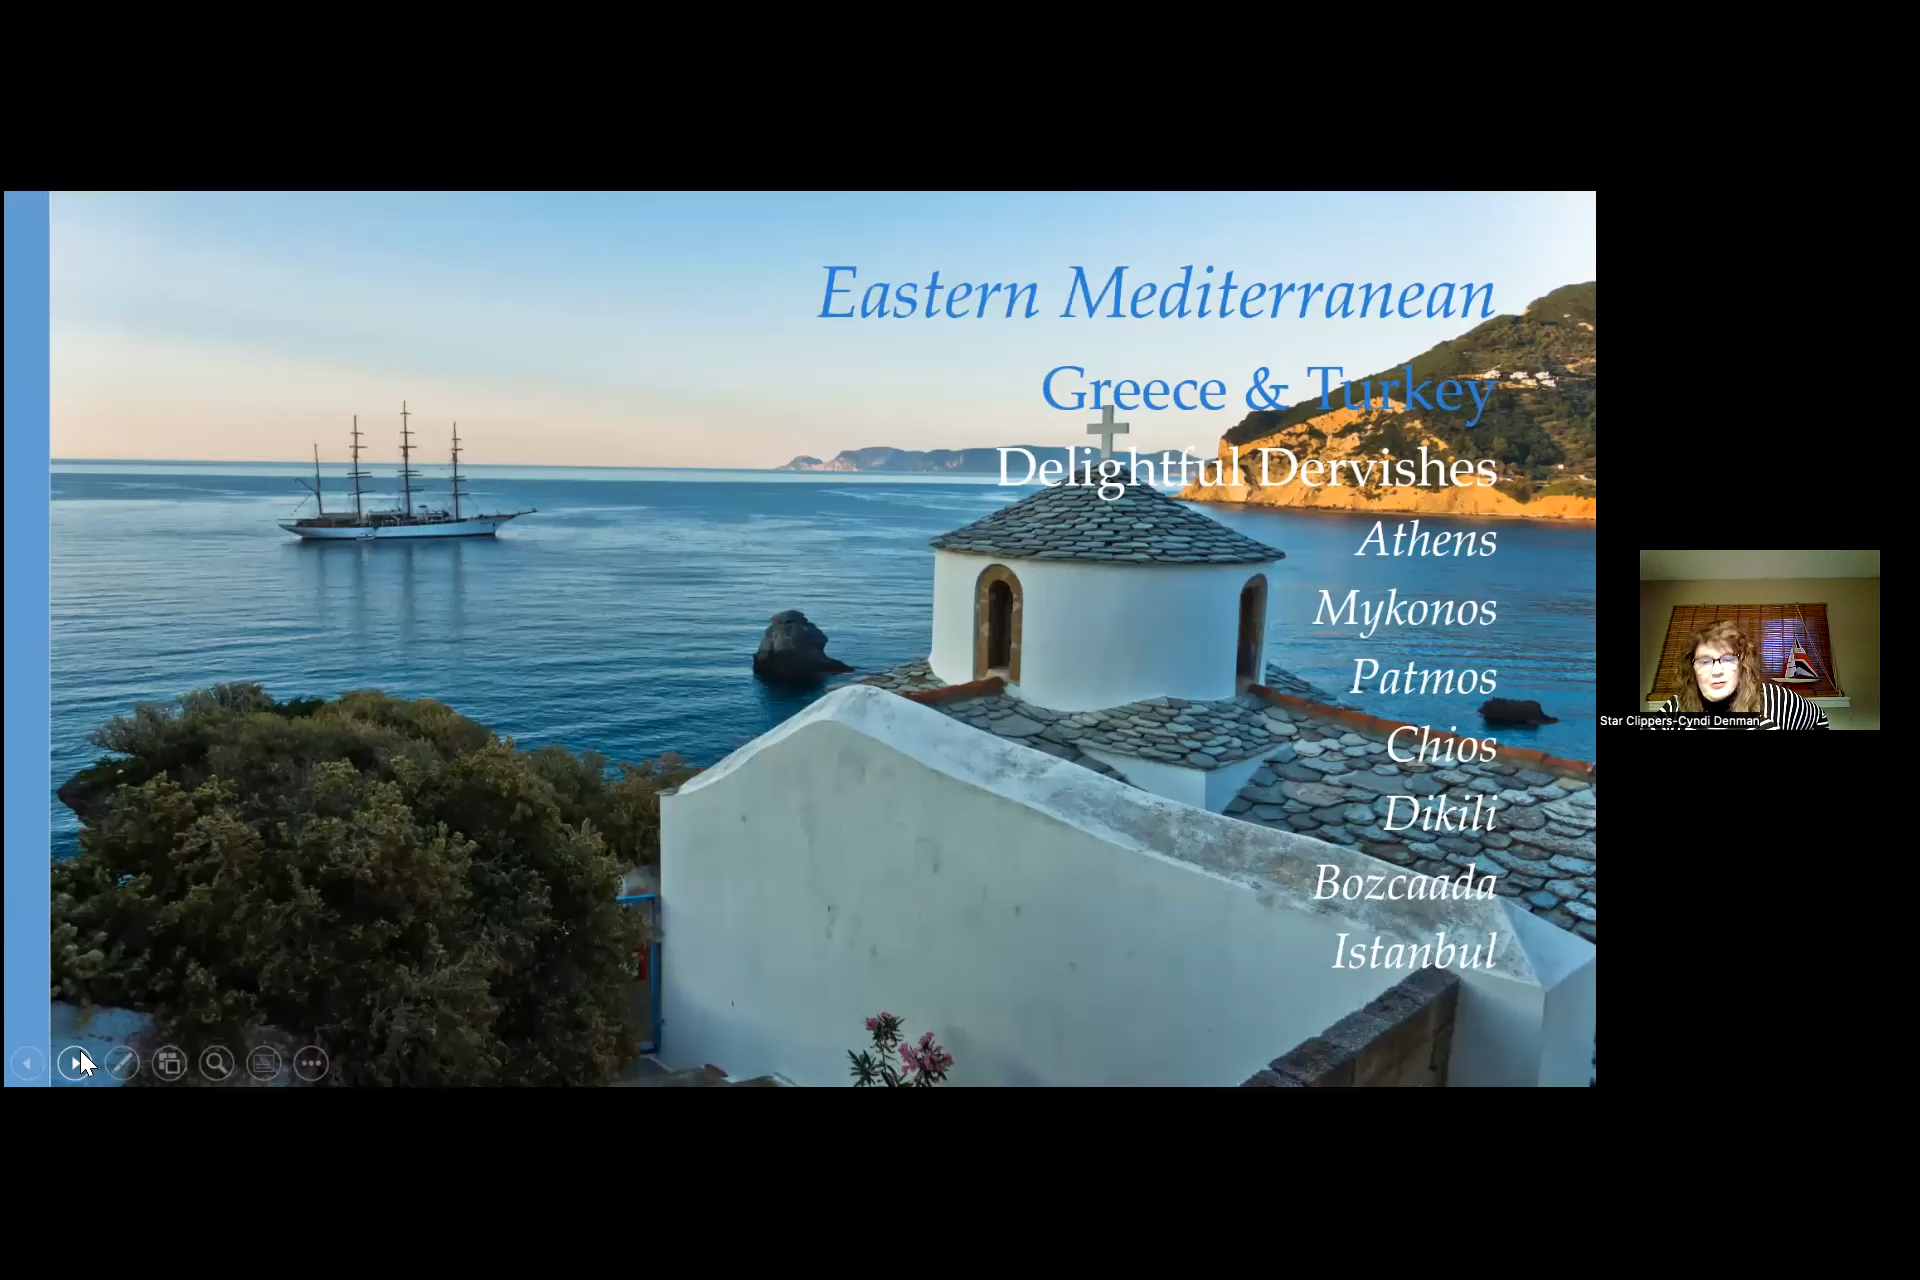 Eastern Mediterranean
Greece & Turkey
Delightful Dervishes
Athens
Mykonos
Patmos
Chios
Dikili
Bozcaada
Istanbul
Star Clippers-Cyndi Denman